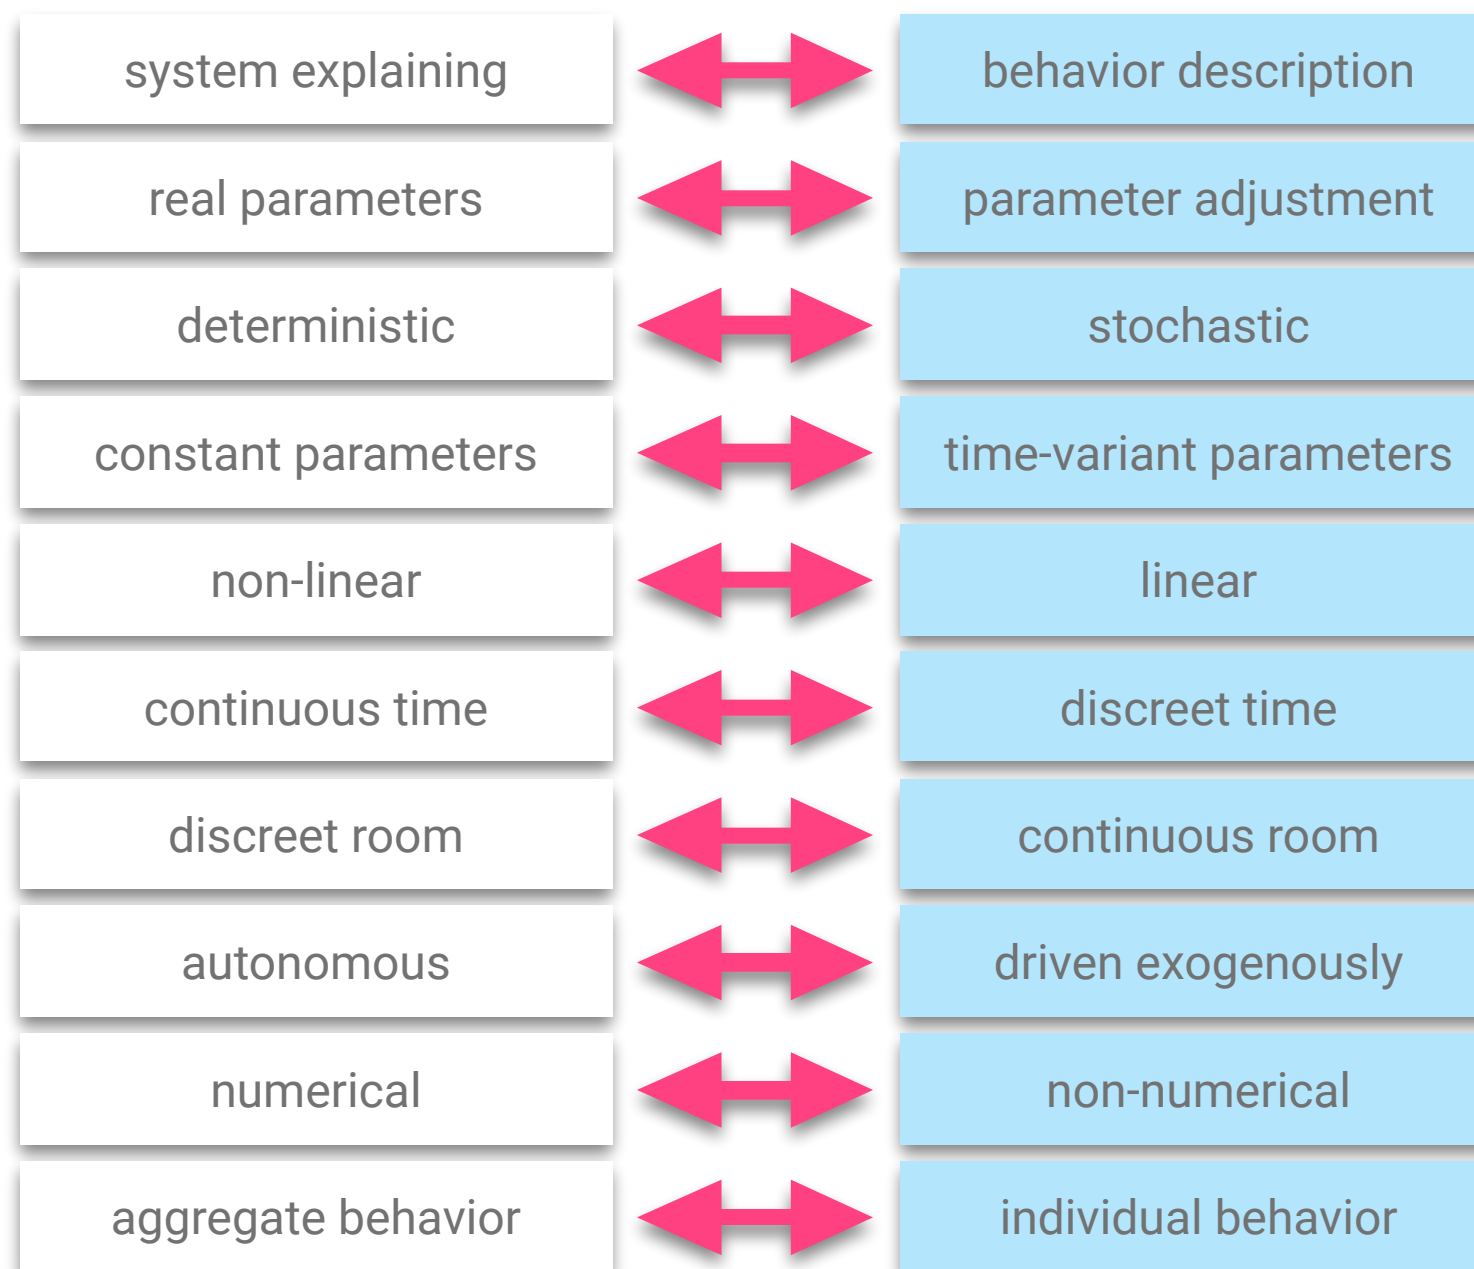 system explaining
behavior description
real parameters
parameter adjustment
deterministic
stochastic
constant parameters
time-variant parameters
non-linear
linear
continuous time
discreet time
discreet room
continuous room
autonomous
driven exogenously
numerical
non-numerical
aggregate behavior
individual behavior